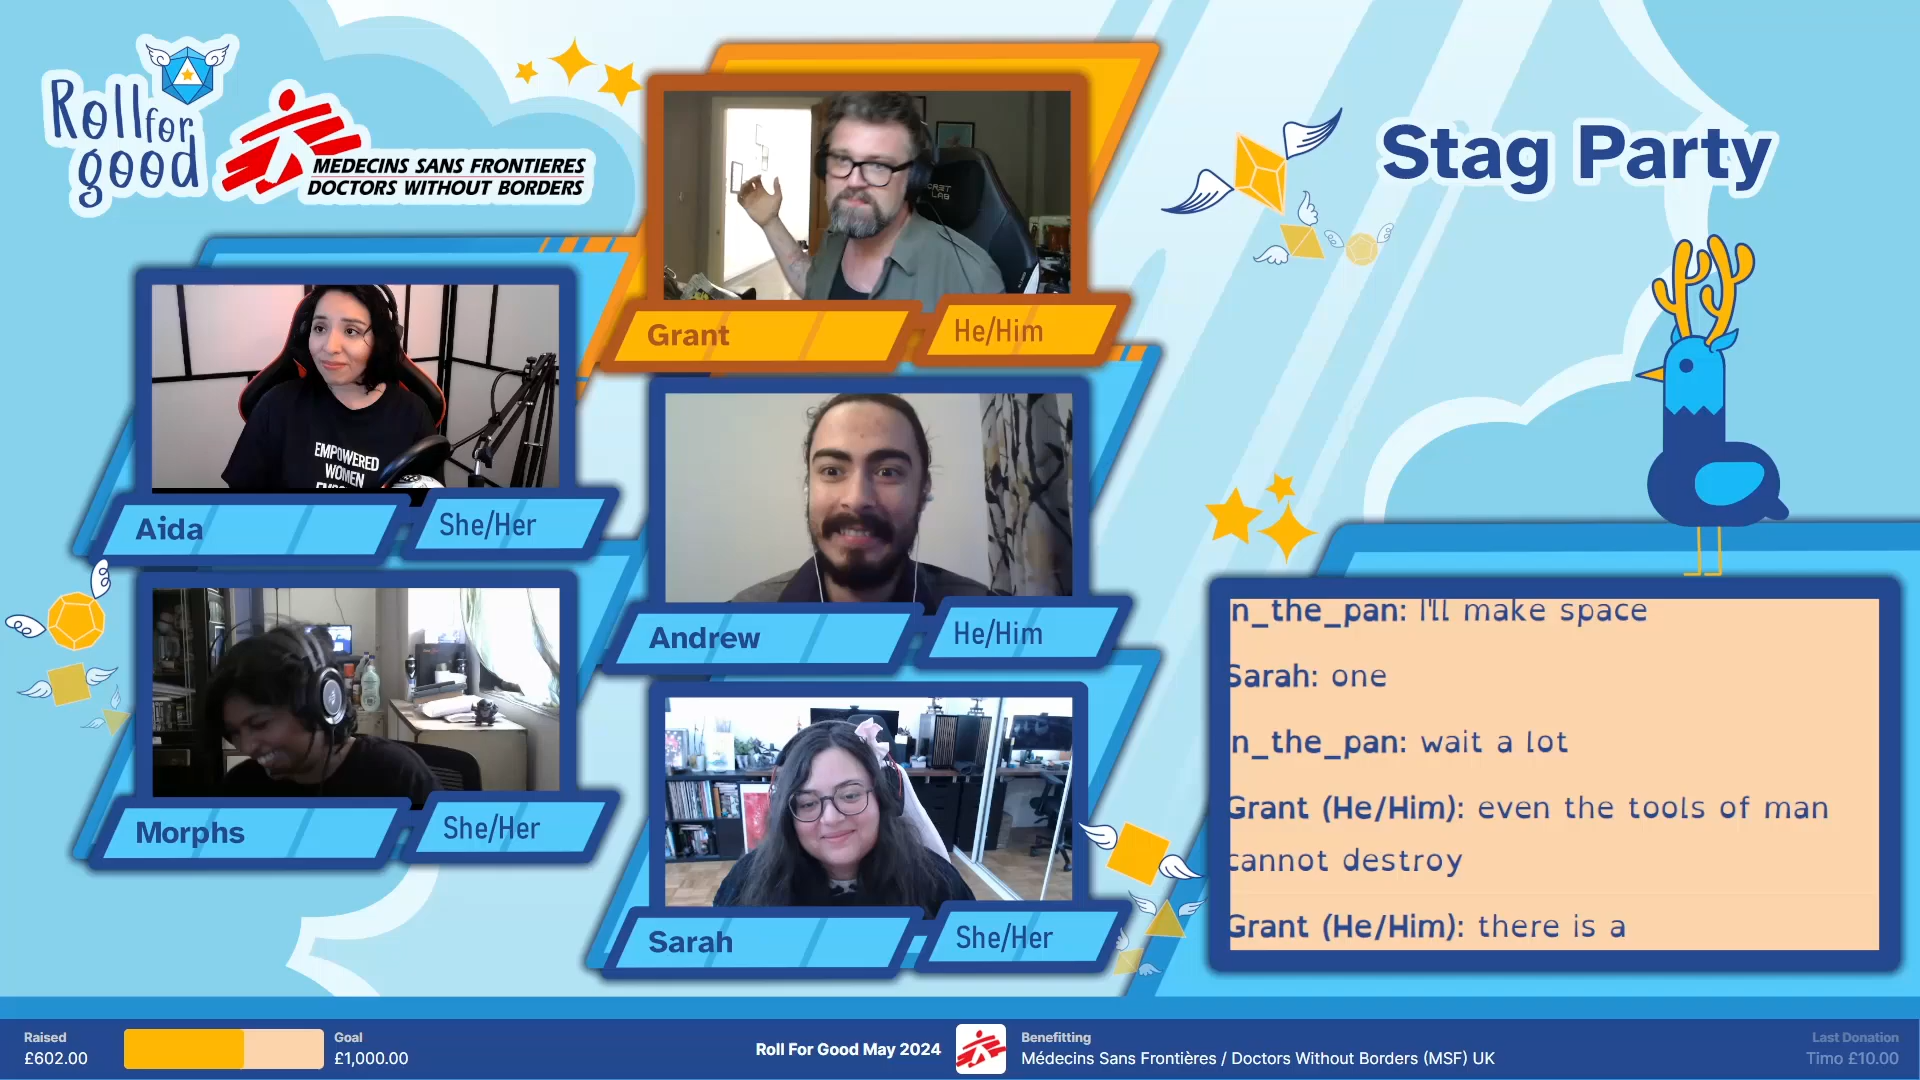 Roll for
good
MEDECINS SANS FRONTIERES
DOCTORS WITHOUT BORDERS
Stag Party
Grant
He/Him
EMPOWERED
WOMEN
Aida
She/Her
Andrew
He/Him
Morphs
She/Her
Sarah
She/Her
n_the_pan: I'll make space
Sarah: one
n_the_pan: wait a lot
Grant (He/Him): even the tools of man
cannot destroy
Grant (He/Him): there is a
Raised
£602.00
Goal
£1,000.00
Roll For Good May 2024
Benefitting
Médecins Sans Frontières / Doctors Without Borders (MSF) UK
Last Donation
Timo £10.00